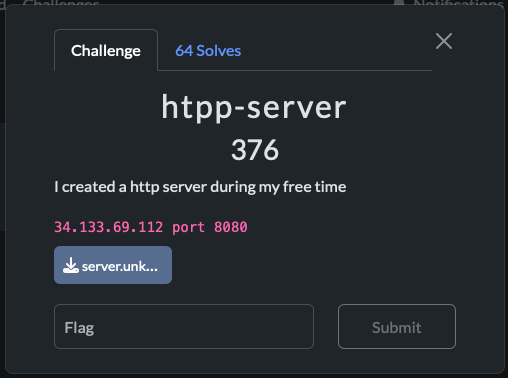 Challenges
Notifications
Challenge
64 Solves
htpp-server
376
I created a http server during my free time
34.133.69.112 port 8080
server.unk...
Flag
Submit